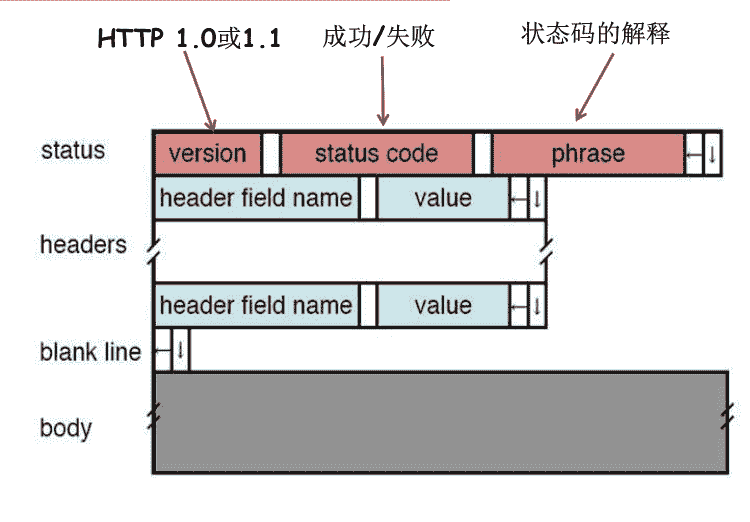 HTTP 1.0或1.1 成功/失败 状态码的解释
status version status code phrase ← ↓
header field name value ← ↓
headers
header field name value ← ↓
blank line ← ↓
body